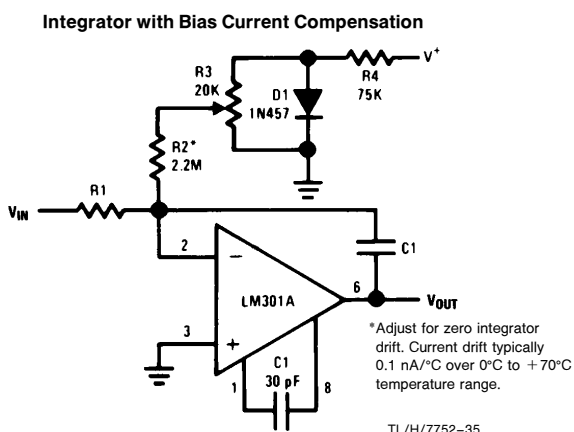 Integrator with Bias Current Compensation
V+
R3
20K
R4
75K
D1
1N457
R2*
2.2M
R1
VIN
C1
2
−
LM301A
6
VOUT
3
+
*Adjust for zero integrator
drift. Current drift typically
0.1 nA/°C over 0°C to +70°C
temperature range.
C1
30 pF
1
8
TL/H/7752–35